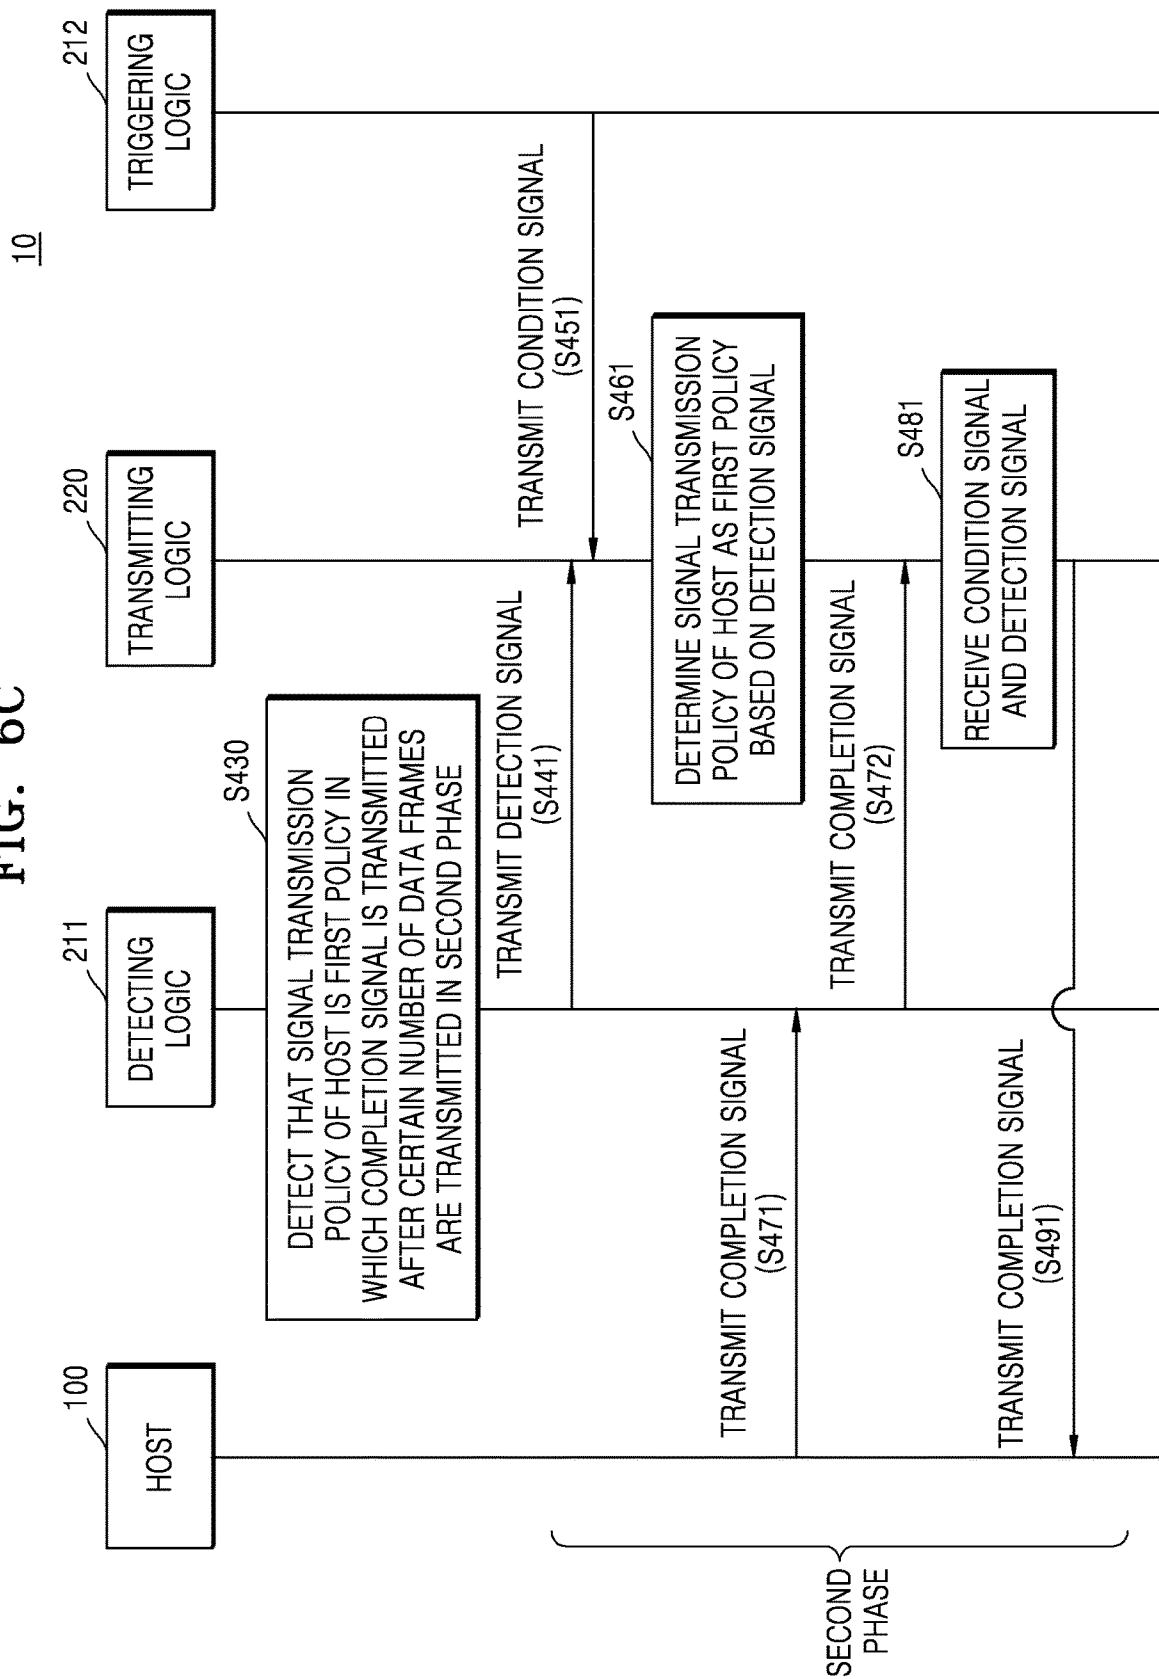 FIG. 6C
10
100
HOST
211
DETECTING
LOGIC
220
TRANSMITTING
LOGIC
212
TRIGGERING
LOGIC
S430
DETECT THAT SIGNAL TRANSMISSION
POLICY OF HOST IS FIRST POLICY IN
WHICH COMPLETION SIGNAL IS TRANSMITTED
AFTER CERTAIN NUMBER OF DATA FRAMES
ARE TRANSMITTED IN SECOND PHASE
TRANSMIT DETECTION SIGNAL
(S441)
TRANSMIT CONDITION SIGNAL
(S451)
S461
DETERMINE SIGNAL TRANSMISSION
POLICY OF HOST AS FIRST POLICY
BASED ON DETECTION SIGNAL
TRANSMIT COMPLETION SIGNAL
(S471)
TRANSMIT COMPLETION SIGNAL
(S472)
S481
RECEIVE CONDITION SIGNAL
AND DETECTION SIGNAL
TRANSMIT COMPLETION SIGNAL
(S491)
SECOND
PHASE